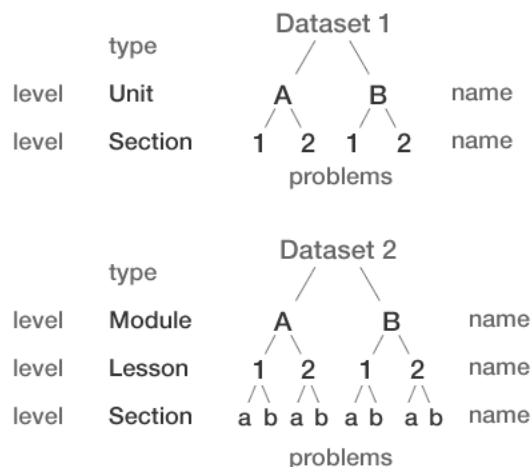 Dataset 1
type
level Unit A B name
level Section 1 2 1 2 name
problems
Dataset 2
type
level Module A B name
level Lesson 1 2 1 2 name
level Section a b a b a b a b name
problems